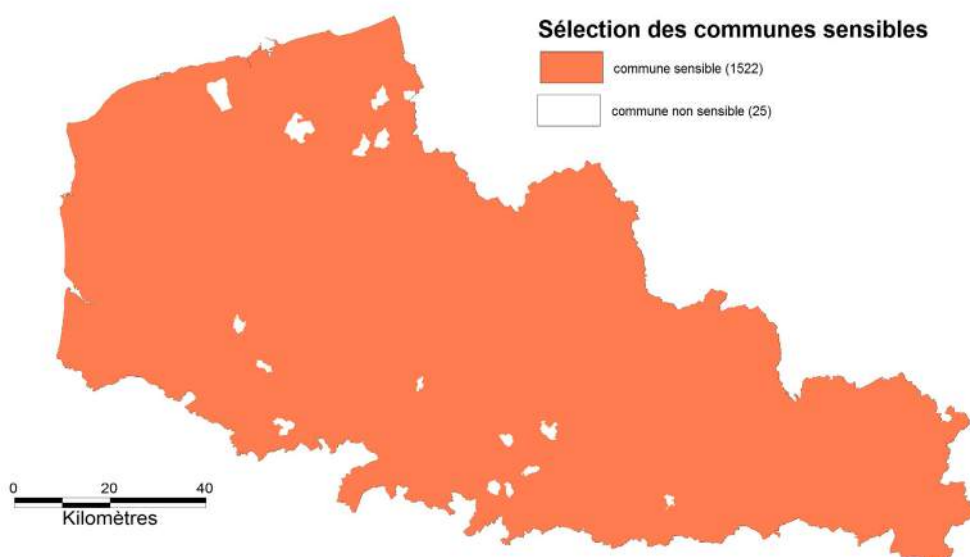 Sélection des communes sensibles
commune sensible (1522)
commune non sensible (25)
0 20 40
Kilomètres